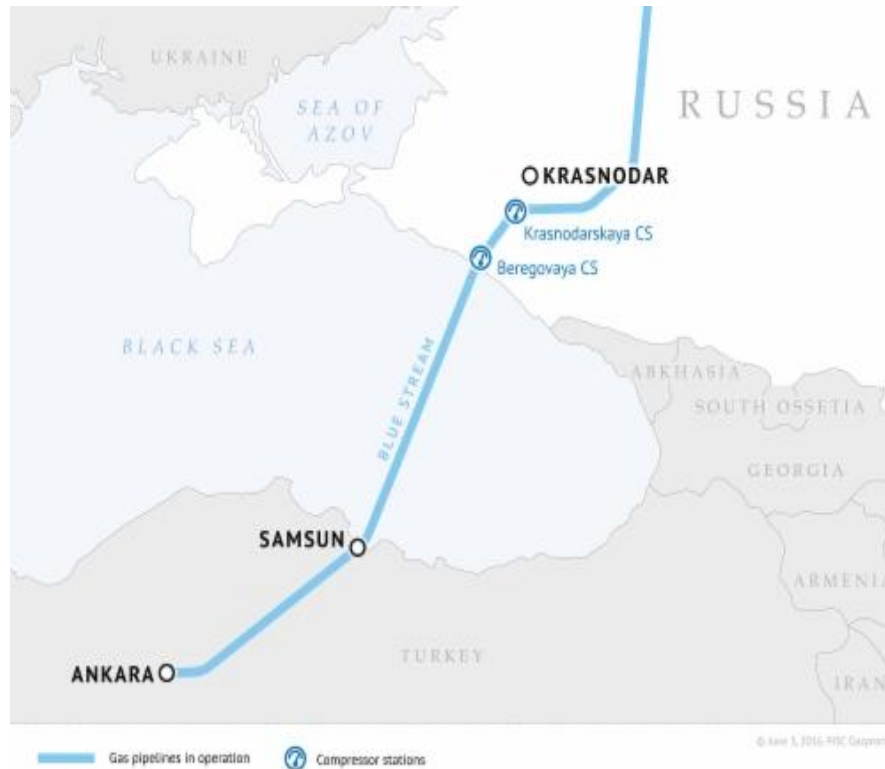 UKRAINE
SEA OF
AZOV
RUSSIA
KRASNODAR
Krasnodarskaya CS
Beregovaya CS
BLACK SEA
BLUE STREAM
ABKHASIA
SOUTH OSSETIA
GEORGIA
SAMSUN
ARMENIA
TURKEY
ANKARA
IRAN
© June 3, 2016 PJSC Gazprom
Gas pipelines in operation
Compressor stations